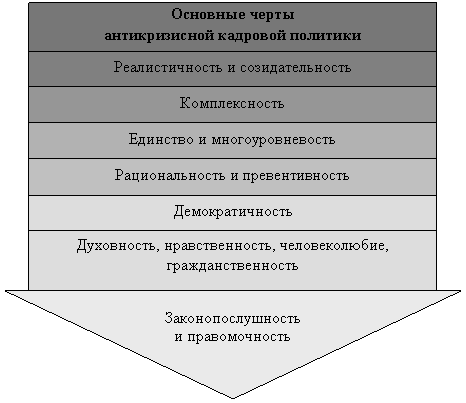 Основные черты
антикризисной кадровой политики
Реалистичность и созидательность
Комплексность
Единство и многоуровневость
Рациональность и превентивность
Демократичность
Духовность, нравственность, человеколюбие,
гражданственность
Законопослушность
и правомочность